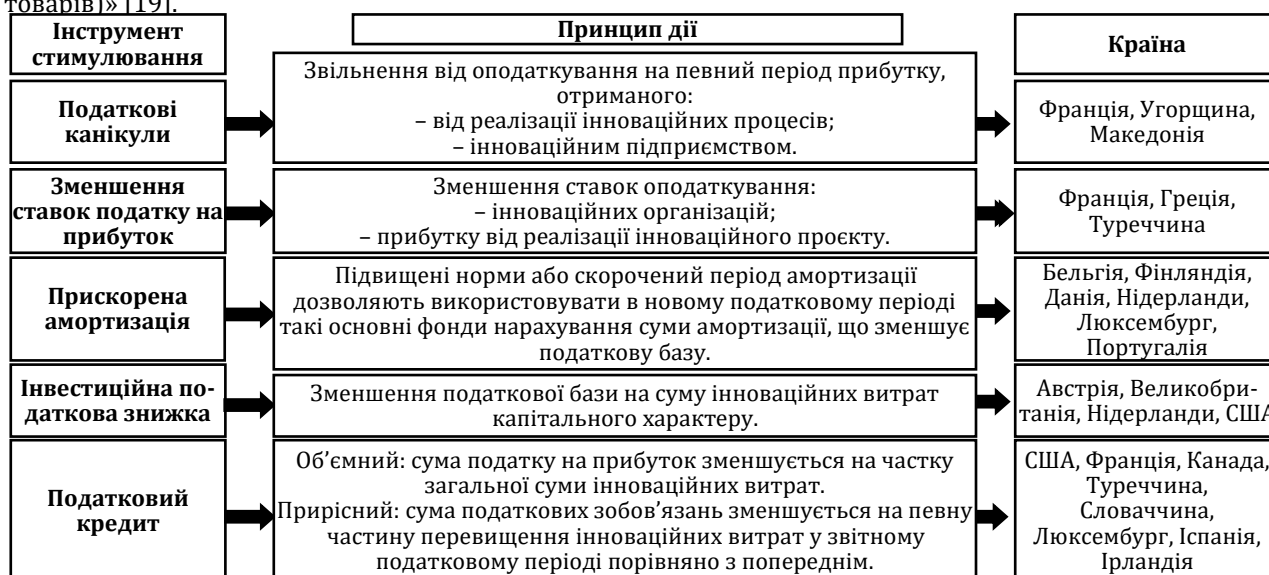 товарів)» [19].
Інструмент
стимулювання
Принцип дії
Країна
Податкові
канікули
Звільнення від оподаткування на певний період прибутку,
отриманого:
– від реалізації інноваційних процесів;
– інноваційним підприємством.
Франція, Угорщина,
Македонія
Зменшення
ставок податку на
прибуток
Зменшення ставок оподаткування:
– інноваційних організацій;
– прибутку від реалізації інноваційного проєкту.
Франція, Греція,
Туреччина
Прискорена
амортизація
Підвищені норми або скорочений період амортизації
дозволяють використовувати в новому податковому періоді
такі основні фонди нарахування суми амортизації, що зменшує
податкову базу.
Бельгія, Фінляндія,
Данія, Нідерланди,
Люксембург,
Португалія
Інвестиційна по-
даткова знижка
Зменшення податкової бази на суму інноваційних витрат
капітального характеру.
Австрія, Великобри-
танія, Нідерланди, США
Податковий
кредит
Об’ємний: сума податку на прибуток зменшується на частку
загальної суми інноваційних витрат.
Прирісний: сума податкових зобов’язань зменшується на певну
частину перевищення інноваційних витрат у звітному
податковому періоді порівняно з попереднім.
США, Франція, Канада,
Туреччина,
Словаччина,
Люксембург, Іспанія,
Ірландія